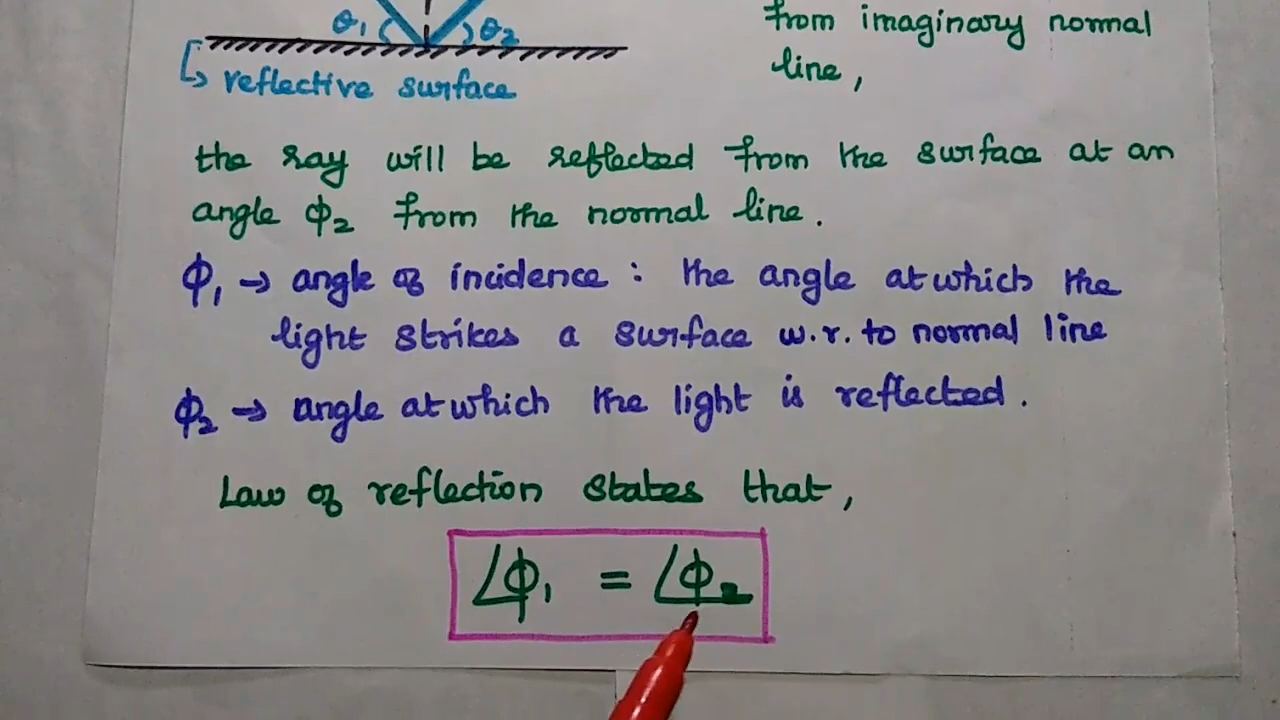 θ1 θ2
from imaginary normal
line,
reflective surface
the ray will be reflected from the surface at an
angle ϕ2 from the normal line.
ϕ1 → angle of incidence : the angle at which the
light strikes a surface w.r. to normal line
ϕ2 → angle at which the light is reflected.
Law of reflection states that,
∠ϕ1 = ∠ϕ2